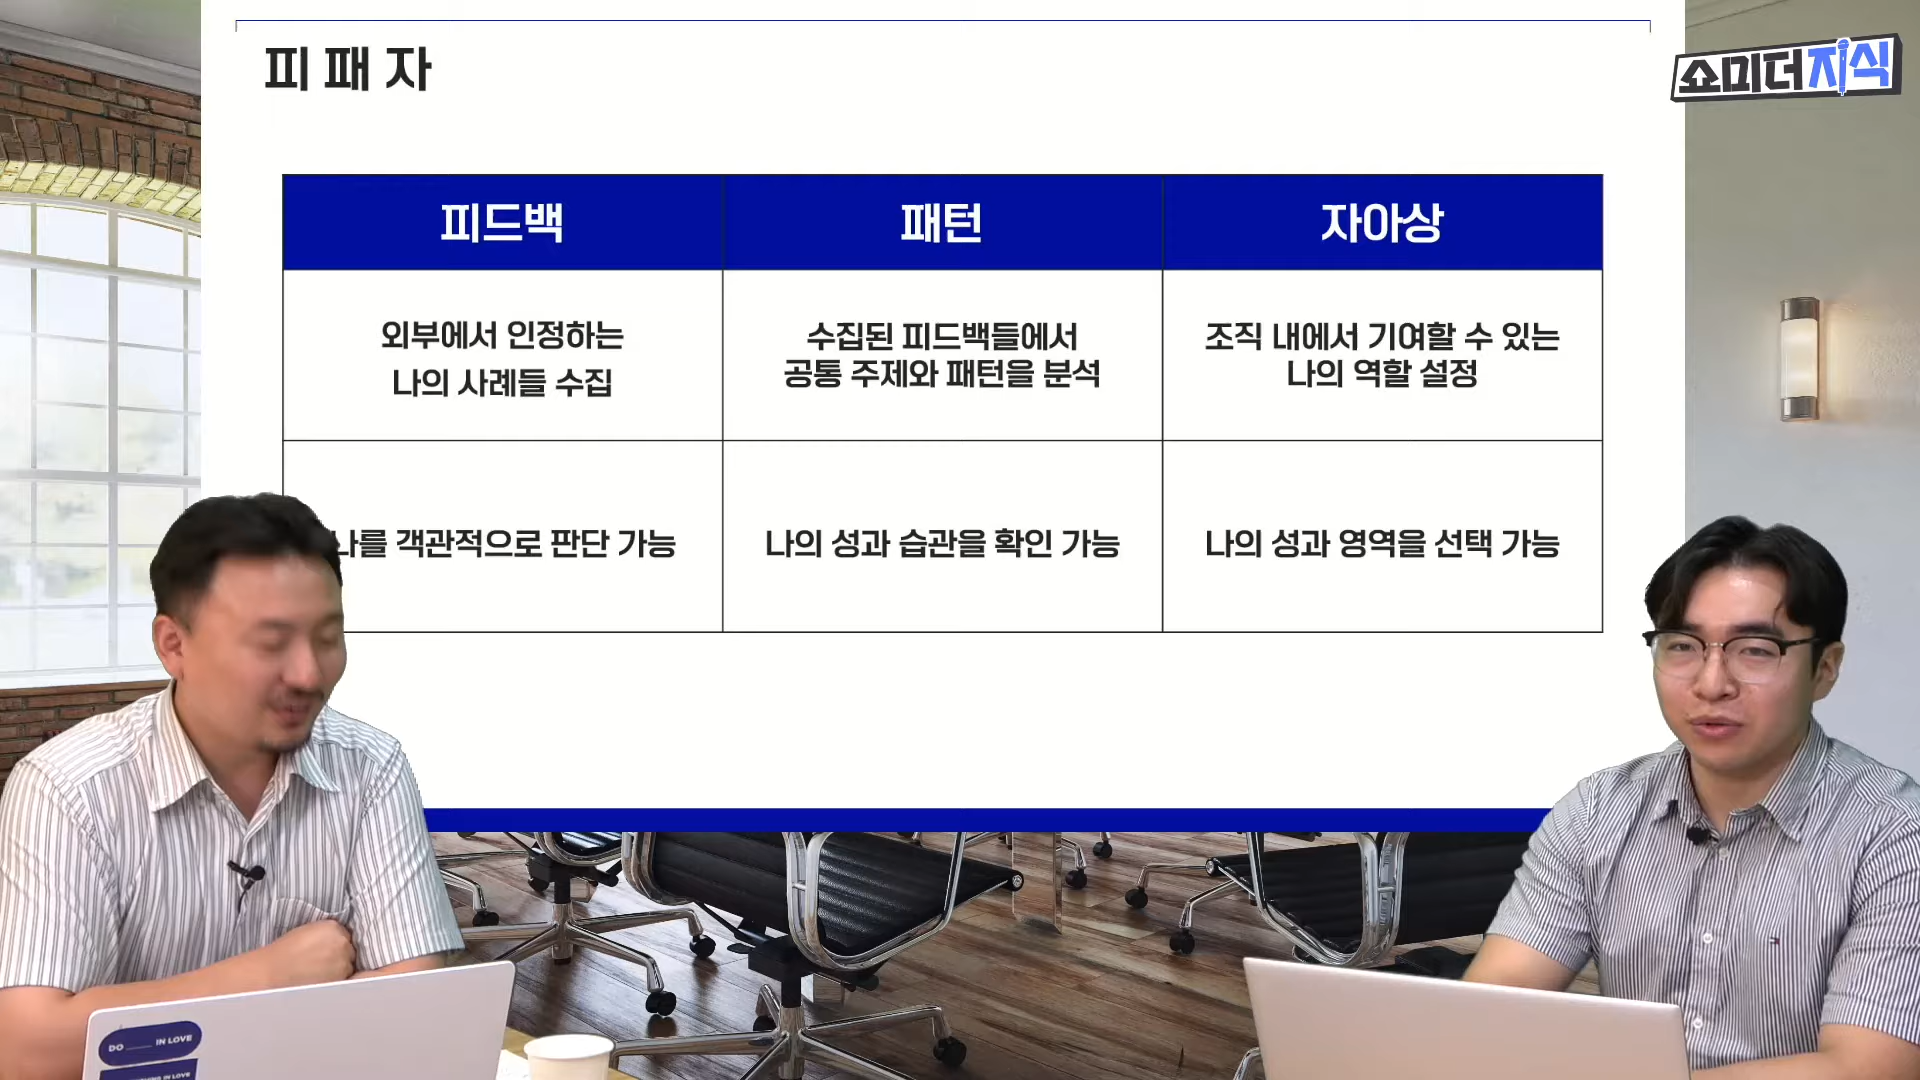 피패자
쇼미더지식
피드백
패턴
자아상
외부에서 인정하는
나의 사례들 수집
수집된 피드백들에서
공통 주제와 패턴을 분석
조직 내에서 기여할 수 있는
나의 역할 설정
나를 객관적으로 판단 가능
나의 성과 습관을 확인 가능
나의 성과 영역을 선택 가능
DO ____ IN LOVE
IN LOVE